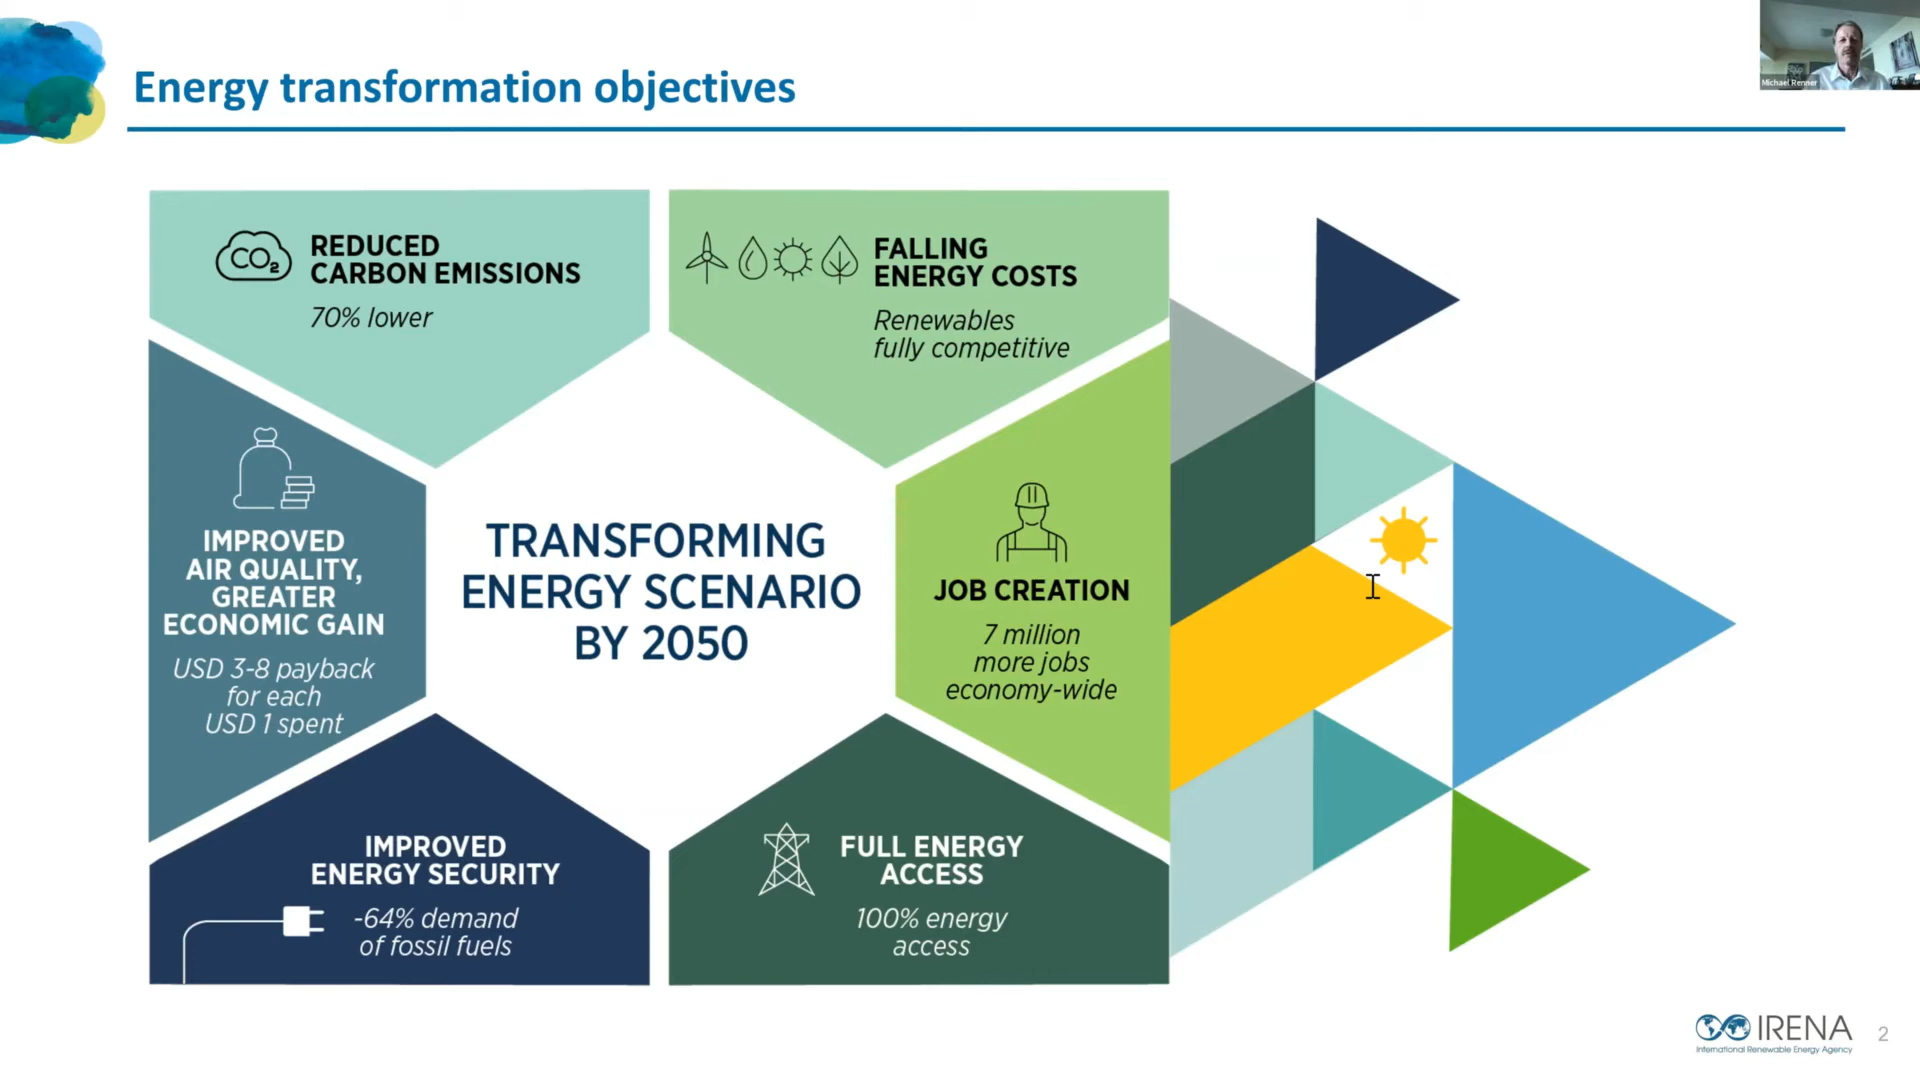 Energy transformation objectives
Michael Renner
CO2
REDUCED
CARBON EMISSIONS
70% lower
FALLING
ENERGY COSTS
Renewables
fully competitive
IMPROVED
AIR QUALITY,
GREATER
ECONOMIC GAIN
USD 3-8 payback
for each
USD 1 spent
TRANSFORMING
ENERGY SCENARIO
BY 2050
JOB CREATION
7 million
more jobs
economy-wide
IMPROVED
ENERGY SECURITY
-64% demand
of fossil fuels
FULL ENERGY
ACCESS
100% energy
access
IRENA
International Renewable Energy Agency
2